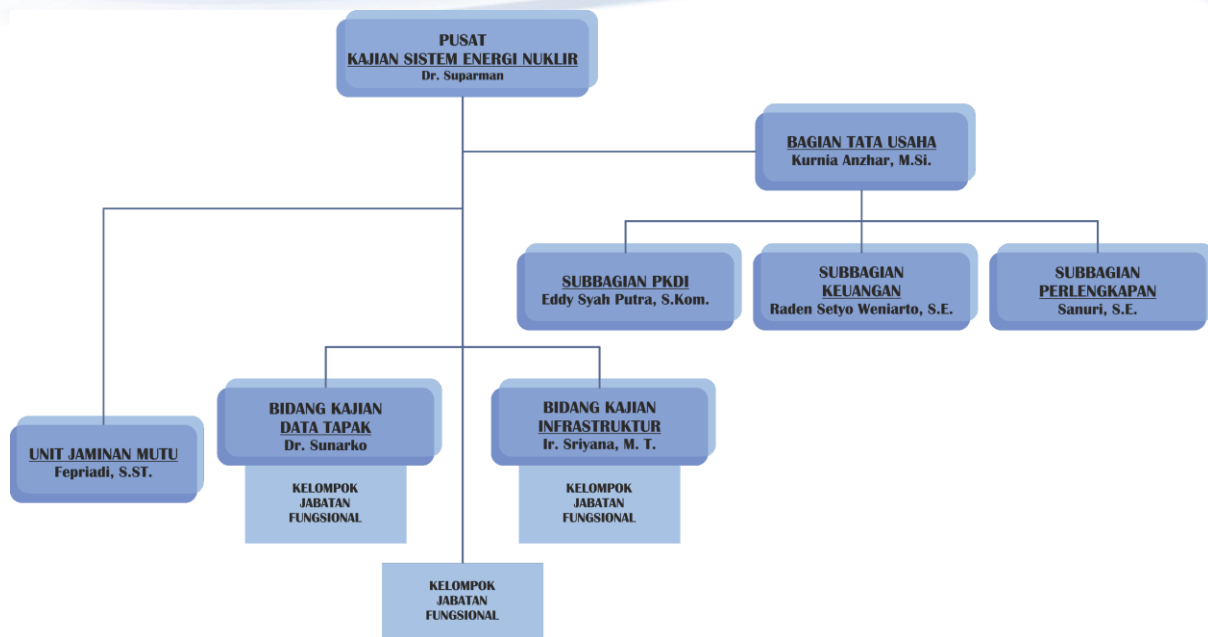 PUSAT
KAJIAN SISTEM ENERGI NUKLIR
Dr. Suparman
BAGIAN TATA USAHA
Kurnia Anzhar, M.Si.
SUBBAGIAN PKDI
Eddy Syah Putra, S.Kom.
SUBBAGIAN
KEUANGAN
Raden Setyo Weniarto, S.E.
SUBBAGIAN
PERLENGKAPAN
Sanuri, S.E.
UNIT JAMINAN MUTU
Fepriadi, S.ST.
BIDANG KAJIAN
DATA TAPAK
Dr. Sunarko
KELOMPOK
JABATAN
FUNGSIONAL
BIDANG KAJIAN
INFRASTRUKTUR
Ir. Sriyana, M. T.
KELOMPOK
JABATAN
FUNGSIONAL
KELOMPOK
JABATAN
FUNGSIONAL